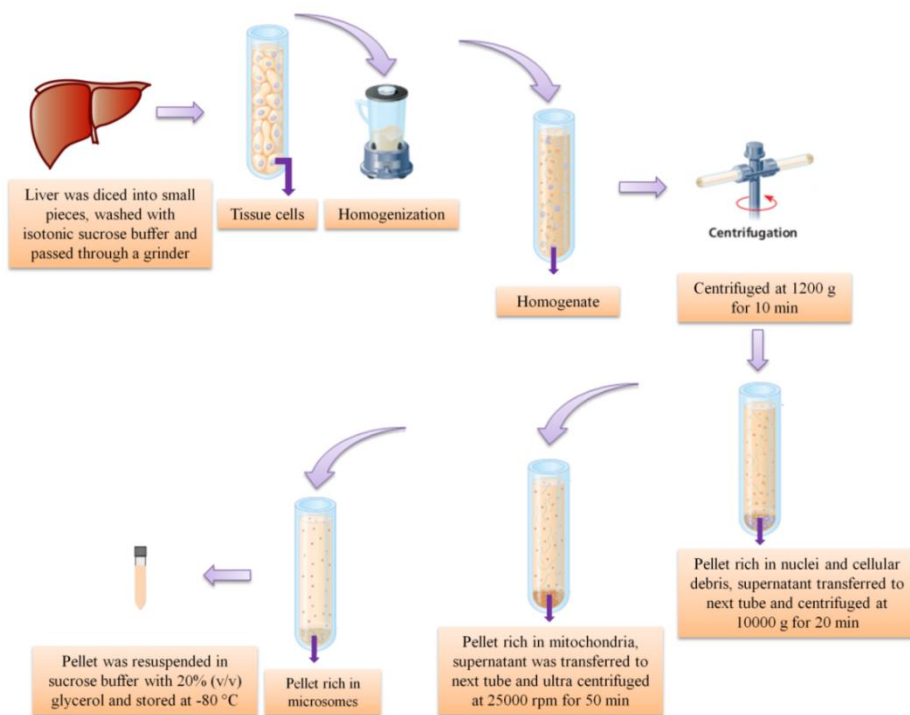 Liver was diced into small
pieces, washed with
isotonic sucrose buffer and
passed through a grinder
Tissue cells
Homogenization
Homogenate
Centrifugation
Centrifuged at 1200 g
for 10 min
Pellet rich in nuclei and cellular
debris, supernatant transferred to
next tube and centrifuged at
10000 g for 20 min
Pellet rich in mitochondria,
supernatant was transferred to
next tube and ultra centrifuged
at 25000 rpm for 50 min
Pellet rich in
microsomes
Pellet was resuspended in
sucrose buffer with 20% (v/v)
glycerol and stored at -80 °C